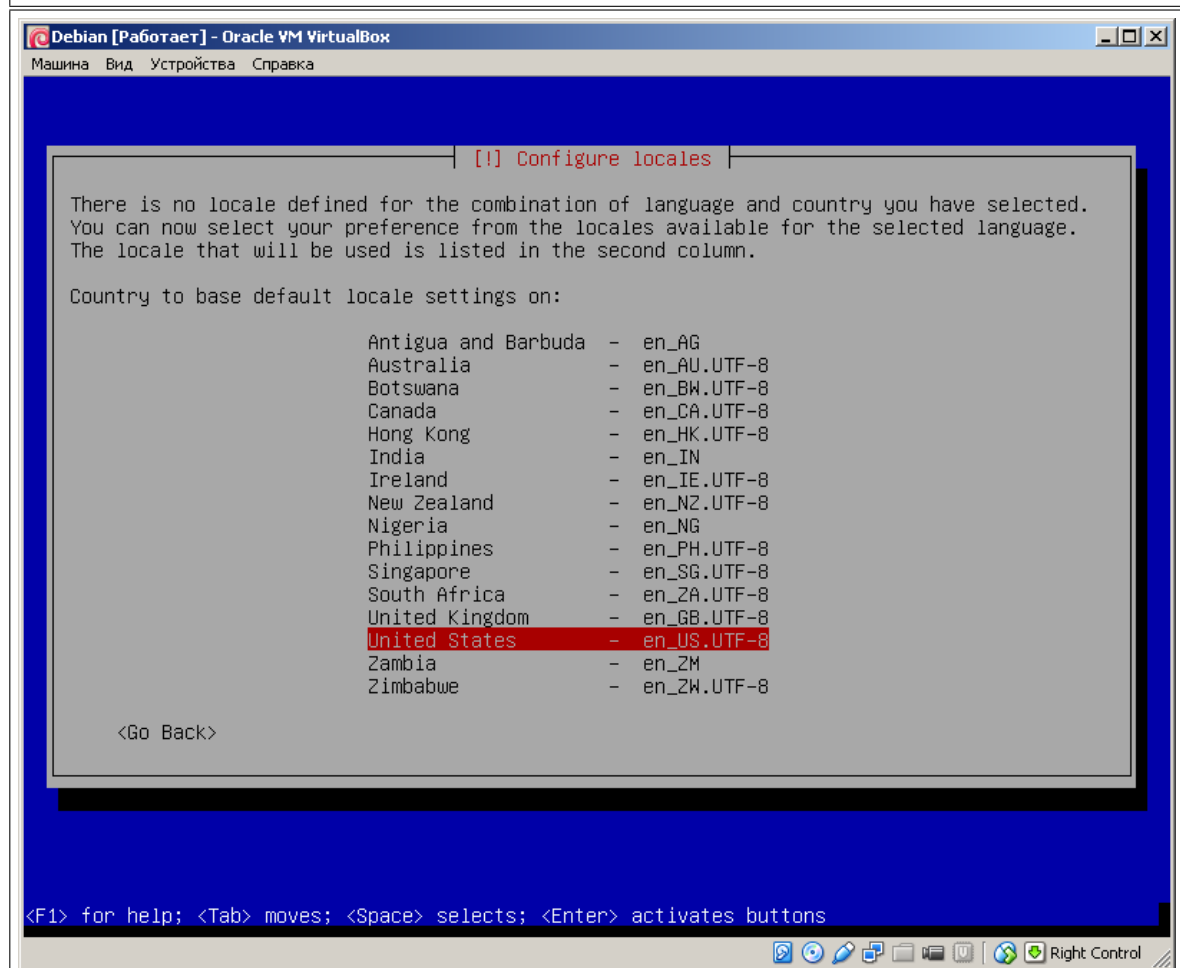 Debian [Работает] - Oracle VM VirtualBox
Машина Вид Устройства Справка
[!] Configure locales
There is no locale defined for the combination of language and country you have selected.
You can now select your preference from the locales available for the selected language.
The locale that will be used is listed in the second column.
Country to base default locale settings on:
Antigua and Barbuda - en_AG
Australia - en_AU.UTF-8
Botswana - en_BW.UTF-8
Canada - en_CA.UTF-8
Hong Kong - en_HK.UTF-8
India - en_IN
Ireland - en_IE.UTF-8
New Zealand - en_NZ.UTF-8
Nigeria - en_NG
Philippines - en_PH.UTF-8
Singapore - en_SG.UTF-8
South Africa - en_ZA.UTF-8
United Kingdom - en_GB.UTF-8
United States - en_US.UTF-8
Zambia - en_ZM
Zimbabwe - en_ZW.UTF-8
<Go Back>
<F1> for help; <Tab> moves; <Space> selects; <Enter> activates buttons
Right Control